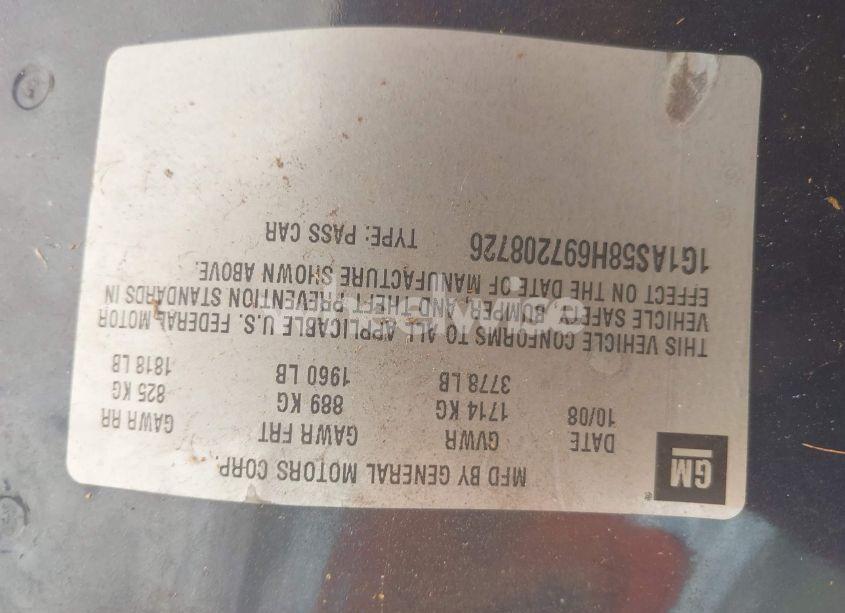 GM
MFD BY GENERAL MOTORS CORP.
DATE GVWR GAWR FRT GAWR RR
10/08 1714 KG 889 KG 825 KG
3778 LB 1960 LB 1818 LB
THIS VEHICLE CONFORMS TO ALL APPLICABLE U.S. FEDERAL MOTOR
VEHICLE SAFETY, BUMPER, AND THEFT PREVENTION STANDARDS IN
EFFECT ON THE DATE OF MANUFACTURE SHOWN ABOVE.
1G1AS58H697208726 TYPE: PASS CAR